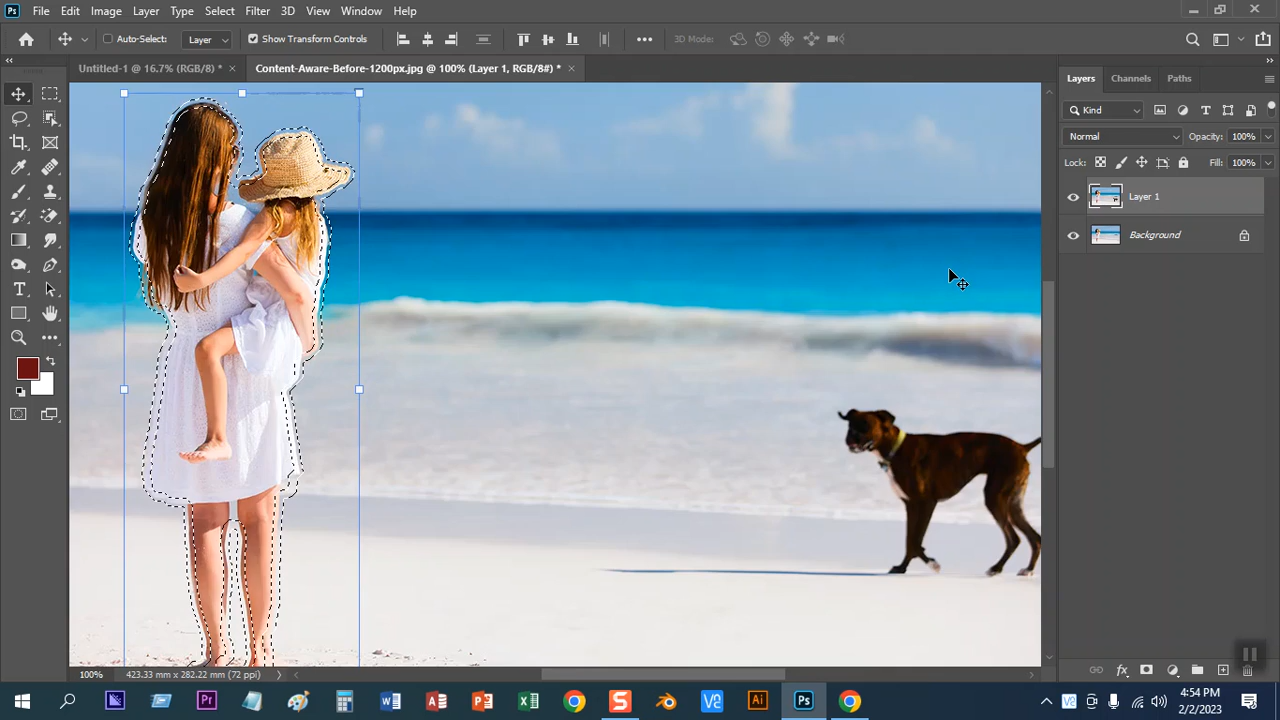 Ps File Edit Image Layer Type Select Filter 3D View Window Help
Auto-Select: Layer Show Transform Controls 3D Mode:
Untitled-1 @ 16.7% (RGB/8) * Content-Aware-Before-1200px.jpg @ 100% (Layer 1, RGB/8#) *
Layers Channels Paths
Kind
Normal Opacity: 100%
Lock: Fill: 100%
Layer 1
Background
100% 423.33 mm x 282.22 mm (72 ppi)
Pr Ai Ps
4:54 PM
2/2/2023